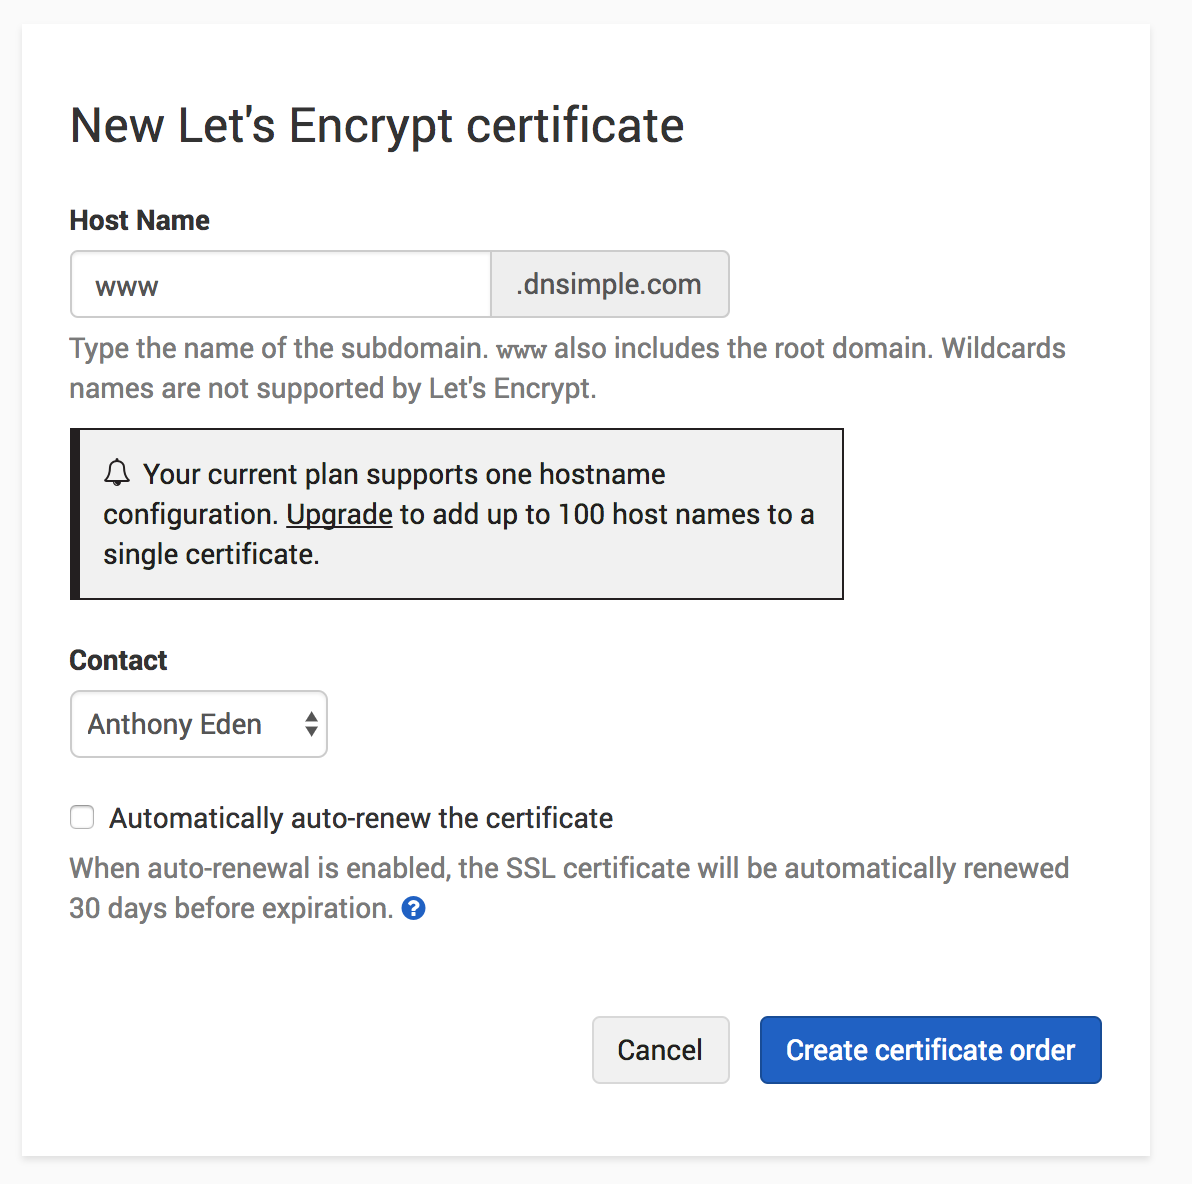 New Let's Encrypt certificate
Host Name
www .dnsimple.com
Type the name of the subdomain. www also includes the root domain. Wildcards
names are not supported by Let's Encrypt.
Your current plan supports one hostname
configuration. Upgrade to add up to 100 host names to a
single certificate.
Contact
Anthony Eden
Automatically auto-renew the certificate
When auto-renewal is enabled, the SSL certificate will be automatically renewed
30 days before expiration. ?
Cancel Create certificate order